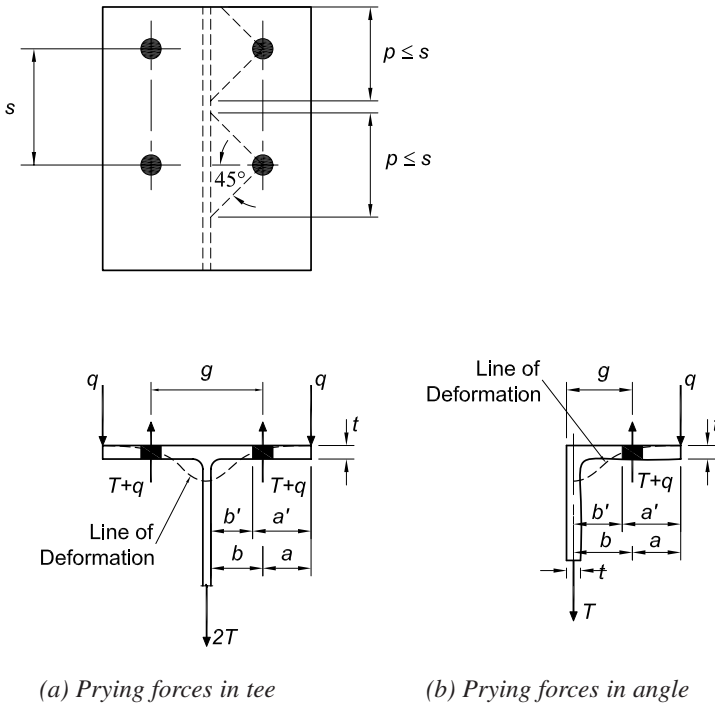 s
p ≤ s
p ≤ s
45°
q
g
q
t
T+q
T+q
b'
a'
b
a
Line of
Deformation
2T
(a) Prying forces in tee
Line of
Deformation
g
q
t
T+q
b'
a'
b
a
t
T
(b) Prying forces in angle